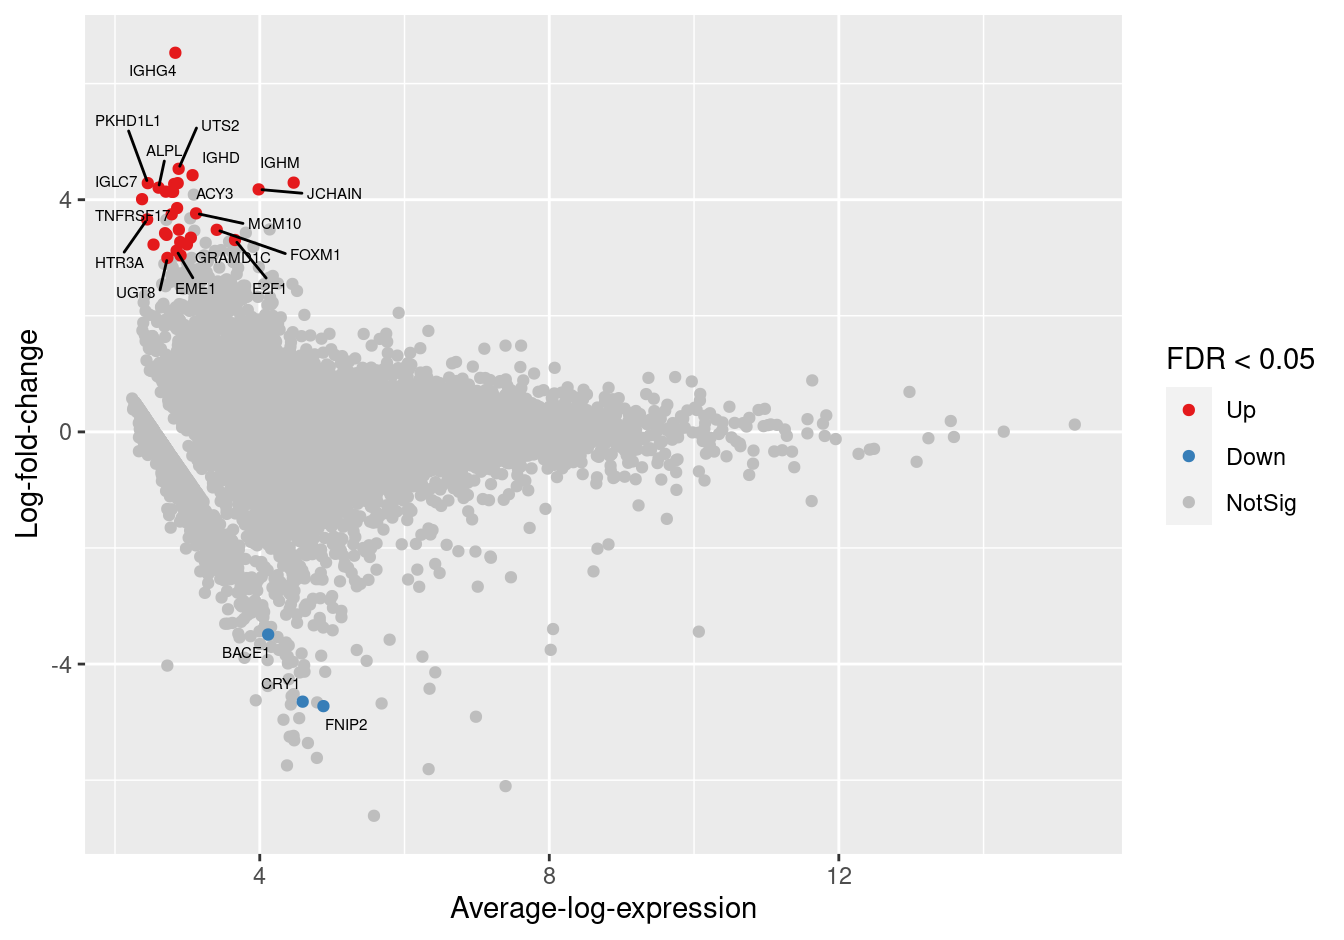 IGHG4
PKHD1L1
UTS2
ALPL
IGHD
IGHM
IGLC7
ACY3
JCHAIN
TNFRSF17
MCM10
HTR3A
GRAMD1C
FOXM1
UGT8
EME1
E2F1
BACE1
CRY1
FNIP2
4
0
-4
Log-fold-change
4
8
12
Average-log-expression
FDR < 0.05
Up
Down
NotSig